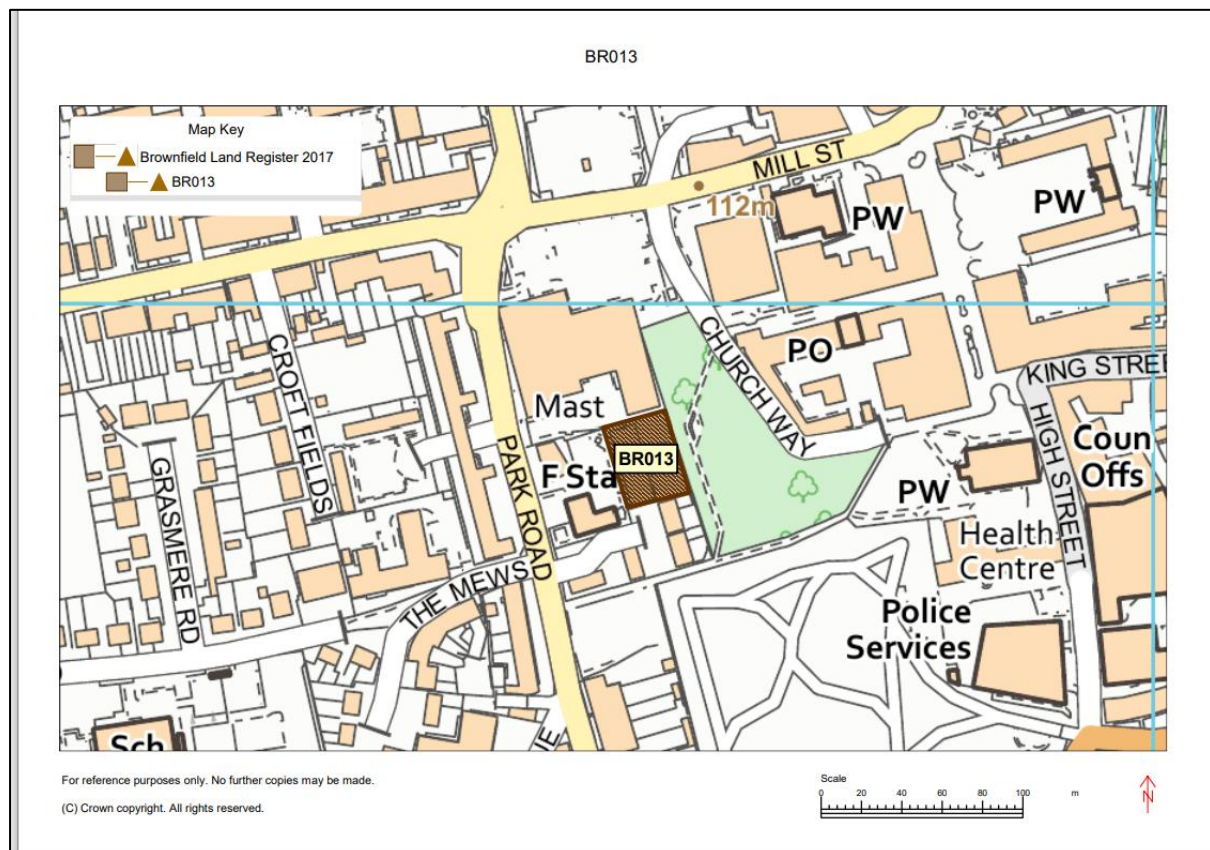 BR013
Map Key
Brownfield Land Register 2017
BR013
MILL ST
112m
PW
PW
CROFT FIELDS
CHURCH WAY
PO
KING STREE
HIGH STREET
Coun
Offs
Mast
BR013
F Sta
PARK ROAD
GRASMERE RD
PW
Health
Centre
THE MEWS
Police
Services
Sch
For reference purposes only. No further copies may be made.
(C) Crown copyright. All rights reserved.
Scale
0 20 40 60 80 100 m
N